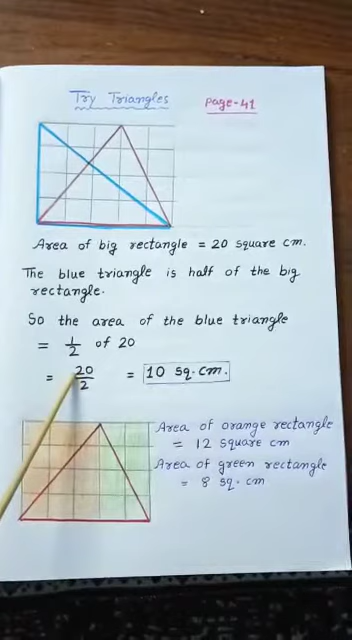 Try Triangles
Page-41
Area of big rectangle = 20 square cm.
The blue triangle is half of the big
rectangle.
So the area of the blue triangle
= 1/2 of 20
= 20/2 = 10 sq.cm.
Area of orange rectangle
= 12 square cm
Area of green rectangle
= 8 sq.cm